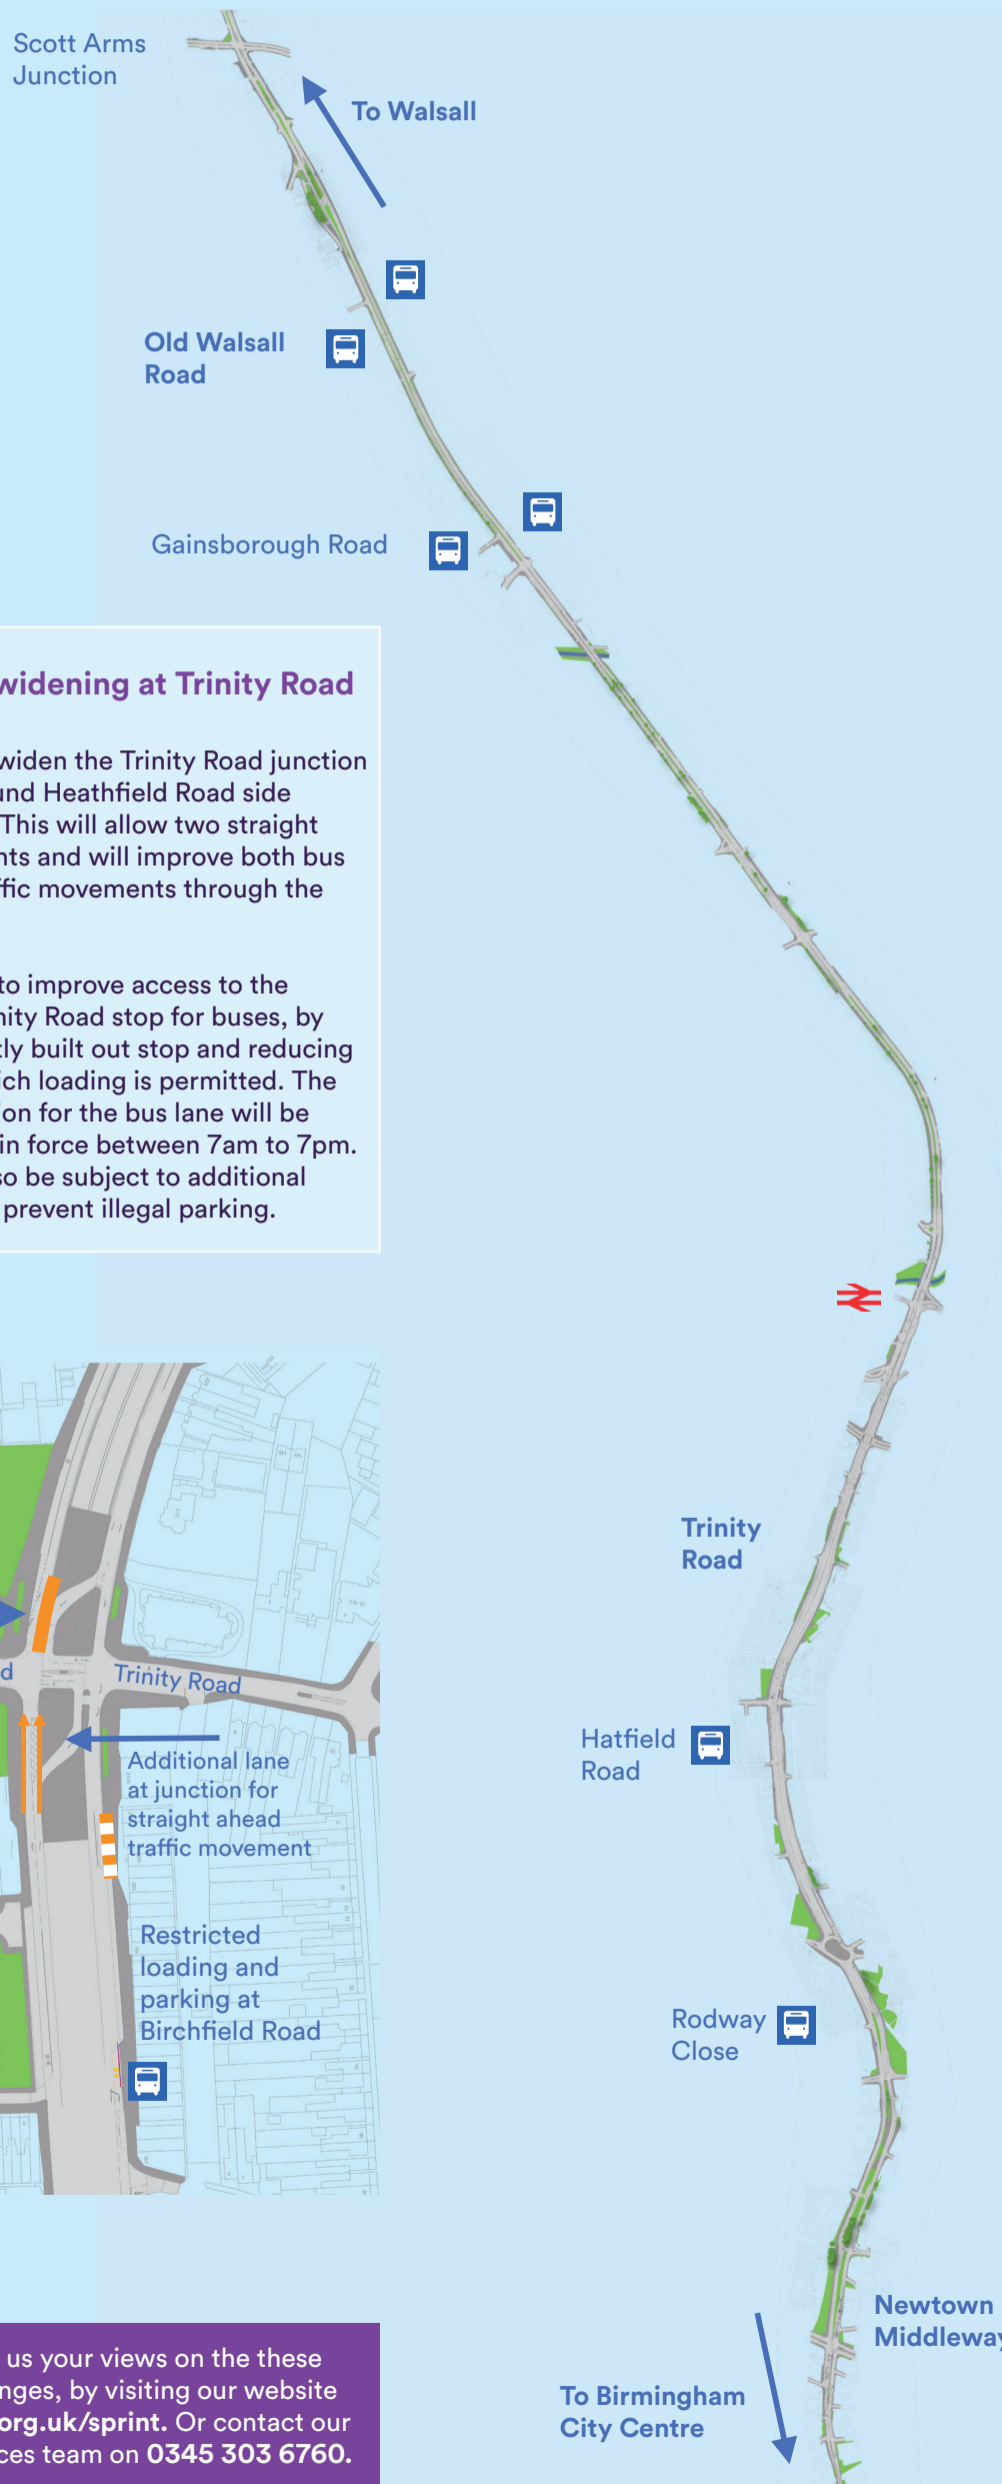 Scott Arms
Junction
To Walsall
Old Walsall
Road
Gainsborough Road
widening at Trinity Road
widen the Trinity Road junction
und Heathfield Road side
This will allow two straight
nts and will improve both bus
ffic movements through the
to improve access to the
nity Road stop for buses, by
tly built out stop and reducing
ich loading is permitted. The
ion for the bus lane will be
in force between 7am to 7pm.
so be subject to additional
prevent illegal parking.
Trinity
Road
d
Trinity Road
Additional lane
at junction for
straight ahead
traffic movement
Hatfield
Road
Restricted
loading and
parking at
Birchfield Road
Rodway
Close
Newtown
Middleway
To Birmingham
City Centre
us your views on the these
nges, by visiting our website
org.uk/sprint. Or contact our
ces team on 0345 303 6760.